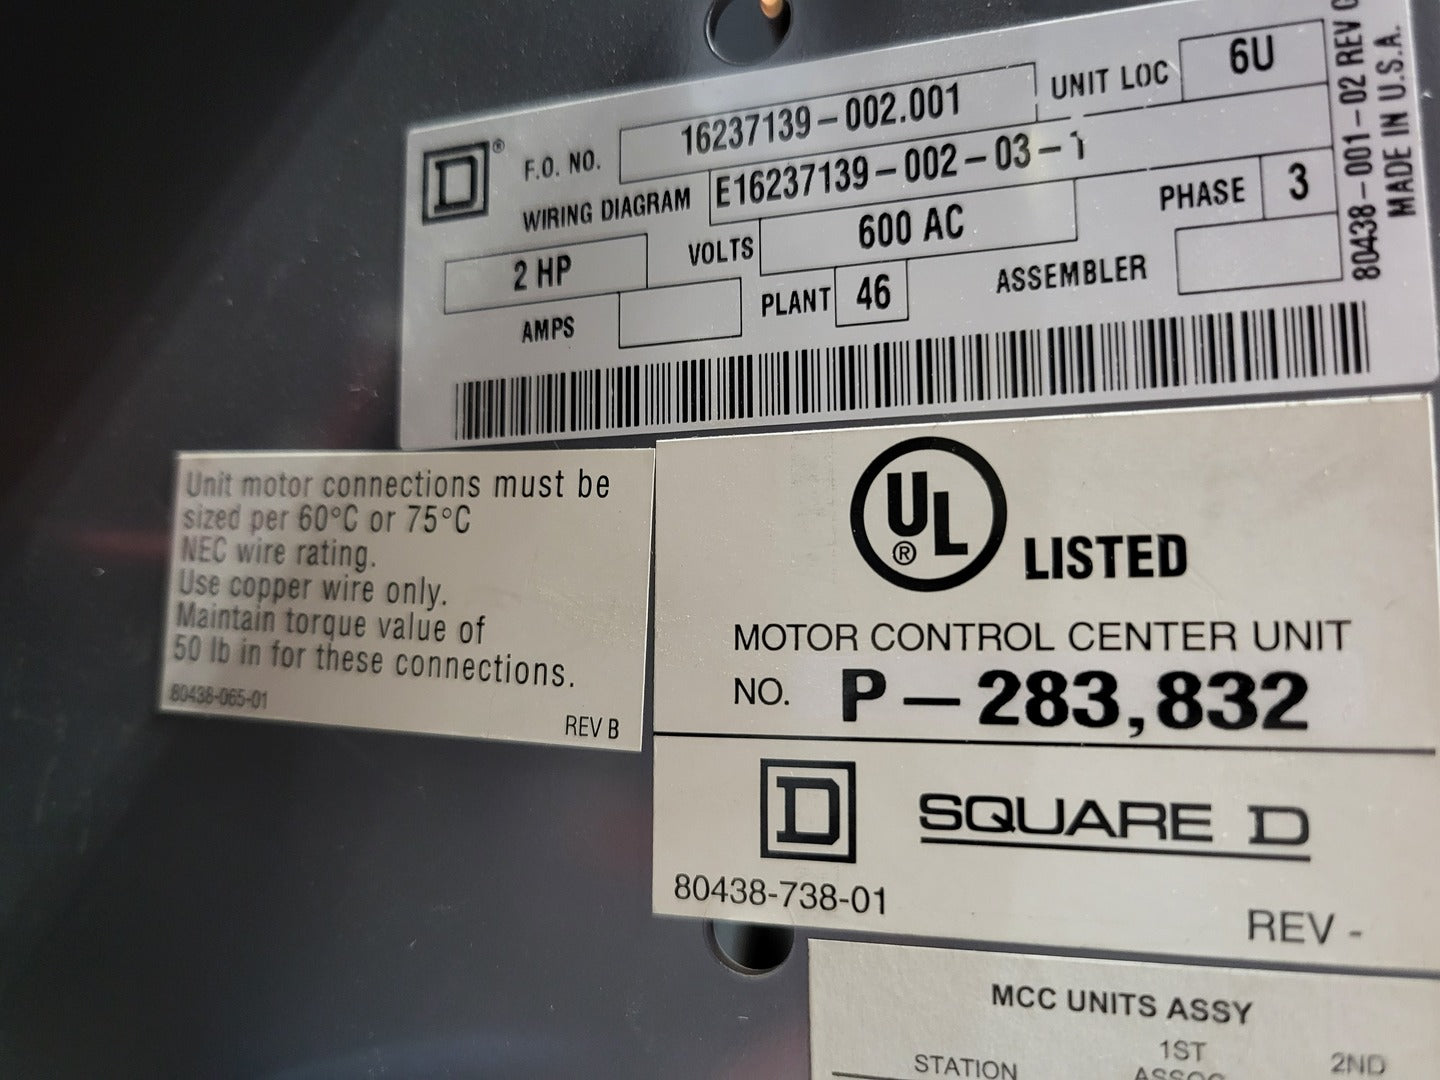 D®
F.O. NO. 16237139-002.001 UNIT LOC 6U
WIRING DIAGRAM E16237139-002-03-1
2 HP VOLTS 600 AC PHASE 3
AMPS PLANT 46 ASSEMBLER
80438-001-02 REV
MADE IN U.S.A.
Unit motor connections must be
sized per 60°C or 75°C
NEC wire rating.
Use copper wire only.
Maintain torque value of
50 lb in for these connections.
80438-065-01
REV B
UL ® LISTED
MOTOR CONTROL CENTER UNIT
NO. P-283,832
D SQUARE D
80438-738-01
REV -
MCC UNITS ASSY
STATION 1ST 2ND
ASSOC